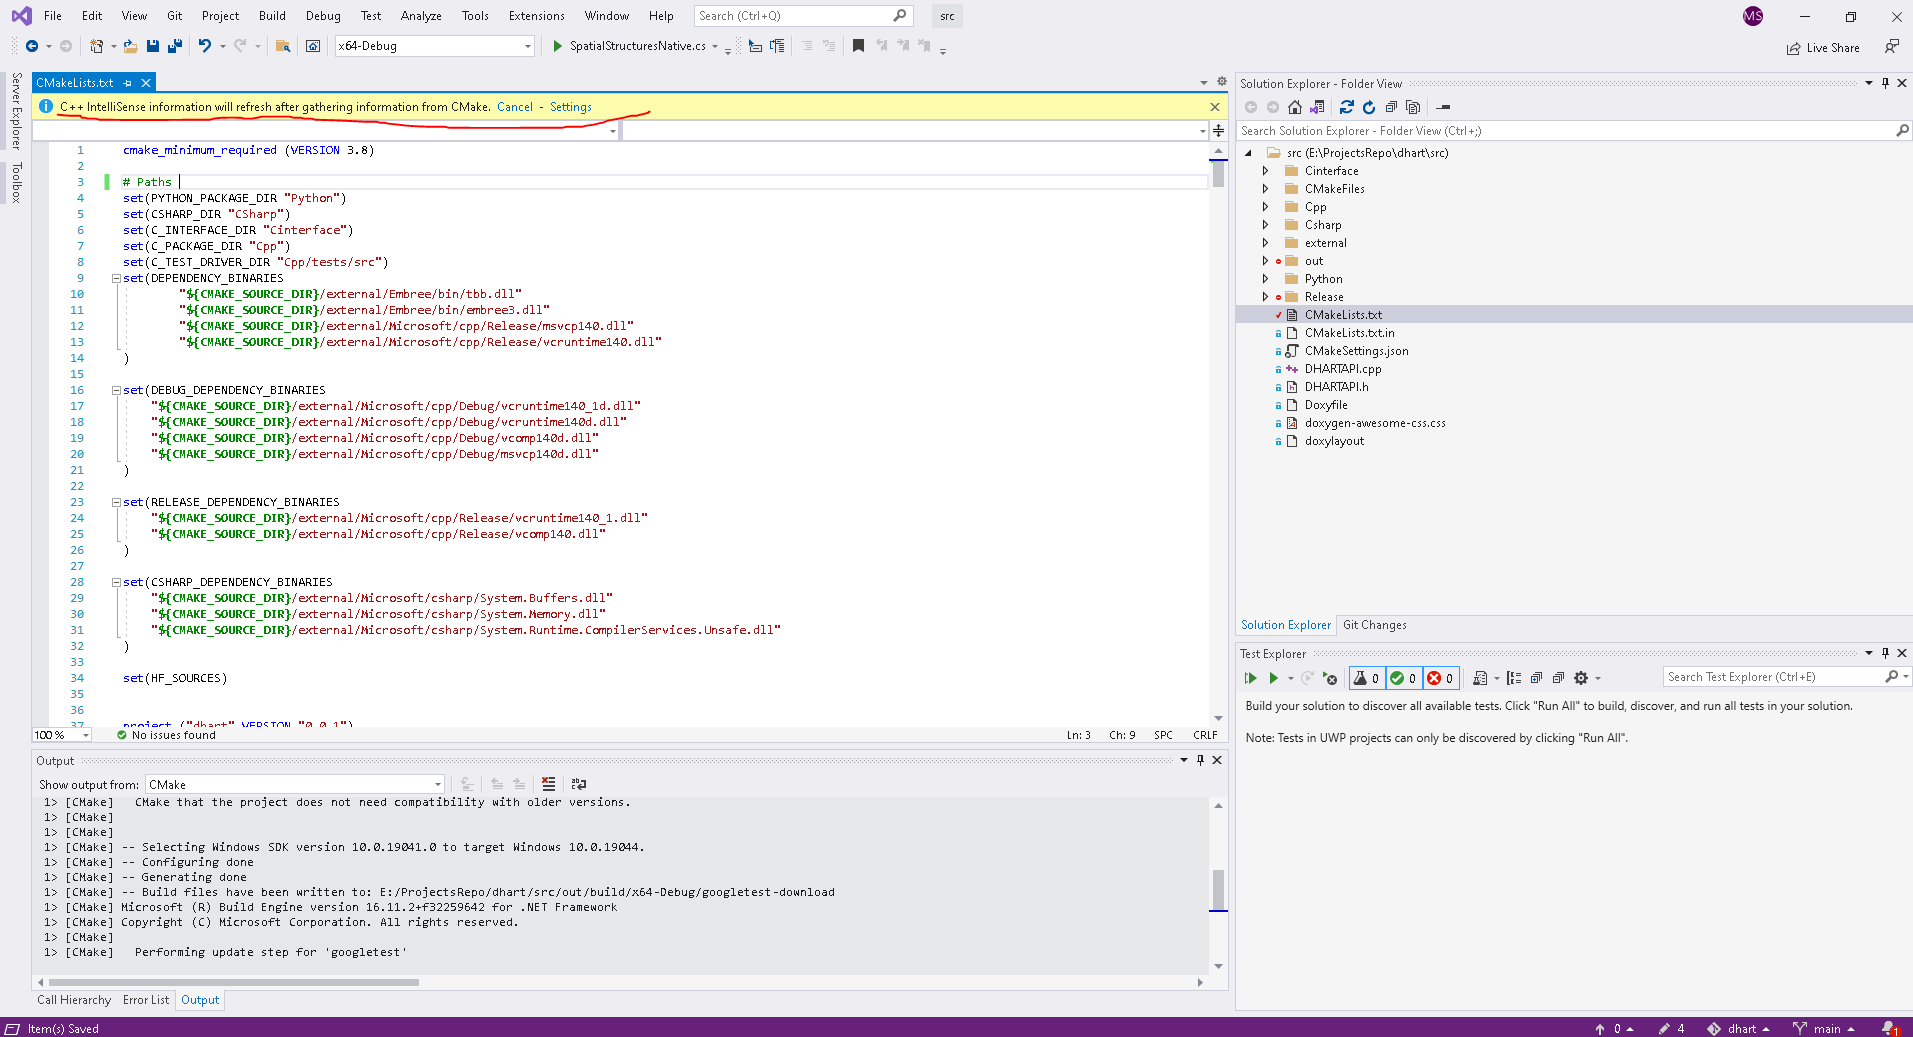 File Edit View Git Project Build Debug Test Analyze Tools Extensions Window Help Search (Ctrl+Q) src MS
x64-Debug SpatialStructuresNative.cs Live Share
Server Explorer
Toolbox
CMakeLists.txt
C++ IntelliSense information will refresh after gathering information from CMake. Cancel - Settings
1 cmake_minimum_required (VERSION 3.8)
2
3 # Paths
4 set(PYTHON_PACKAGE_DIR "Python")
5 set(CSHARP_DIR "CSharp")
6 set(C_INTERFACE_DIR "Cinterface")
7 set(C_PACKAGE_DIR "Cpp")
8 set(C_TEST_DRIVER_DIR "Cpp/tests/src")
9 set(DEPENDENCY_BINARIES
10 "${CMAKE_SOURCE_DIR}/external/Embree/bin/tbb.dll"
11 "${CMAKE_SOURCE_DIR}/external/Embree/bin/embree3.dll"
12 "${CMAKE_SOURCE_DIR}/external/Microsoft/cpp/Release/msvcp140.dll"
13 "${CMAKE_SOURCE_DIR}/external/Microsoft/cpp/Release/vcruntime140.dll"
14 )
15
16 set(DEBUG_DEPENDENCY_BINARIES
17 "${CMAKE_SOURCE_DIR}/external/Microsoft/cpp/Debug/vcruntime140_1d.dll"
18 "${CMAKE_SOURCE_DIR}/external/Microsoft/cpp/Debug/vcruntime140d.dll"
19 "${CMAKE_SOURCE_DIR}/external/Microsoft/cpp/Debug/vcomp140d.dll"
20 "${CMAKE_SOURCE_DIR}/external/Microsoft/cpp/Debug/msvcp140d.dll"
21 )
22
23 set(RELEASE_DEPENDENCY_BINARIES
24 "${CMAKE_SOURCE_DIR}/external/Microsoft/cpp/Release/vcruntime140_1.dll"
25 "${CMAKE_SOURCE_DIR}/external/Microsoft/cpp/Release/vcomp140.dll"
26 )
27
28 set(CSHARP_DEPENDENCY_BINARIES
29 "${CMAKE_SOURCE_DIR}/external/Microsoft/csharp/System.Buffers.dll"
30 "${CMAKE_SOURCE_DIR}/external/Microsoft/csharp/System.Memory.dll"
31 "${CMAKE_SOURCE_DIR}/external/Microsoft/csharp/System.Runtime.CompilerServices.Unsafe.dll"
32 )
33
34 set(HF_SOURCES)
35
36
37 project ("dhart" VERSION "0.0.1")
100 % No issues found Ln: 3 Ch: 9 SPC CRLF
Output
Show output from: CMake
1> [CMake] CMake that the project does not need compatibility with older versions.
1> [CMake]
1> [CMake]
1> [CMake] -- Selecting Windows SDK version 10.0.19041.0 to target Windows 10.0.19044.
1> [CMake] -- Configuring done
1> [CMake] -- Generating done
1> [CMake] -- Build files have been written to: E:/ProjectsRepo/dhart/src/out/build/x64-Debug/googletest-download
1> [CMake] Microsoft (R) Build Engine version 16.11.2+f32259642 for .NET Framework
1> [CMake] Copyright (C) Microsoft Corporation. All rights reserved.
1> [CMake]
1> [CMake] Performing update step for 'googletest'
Call Hierarchy Error List Output
Solution Explorer - Folder View
Search Solution Explorer - Folder View (Ctrl+;)
src (E:\ProjectsRepo\dhart\src)
Cinterface
CMakeFiles
Cpp
Csharp
external
out
Python
Release
CMakeLists.txt
CMakeLists.txt.in
CMakeSettings.json
DHARTAPI.cpp
DHARTAPI.h
Doxyfile
doxygen-awesome-css.css
doxylayout
Solution Explorer Git Changes
Test Explorer
0 0 0 Search Test Explorer (Ctrl+E)
Build your solution to discover all available tests. Click "Run All" to build, discover, and run all tests in your solution.
Note: Tests in UWP projects can only be discovered by clicking "Run All".
Item(s) Saved 0 4 dhart main 1